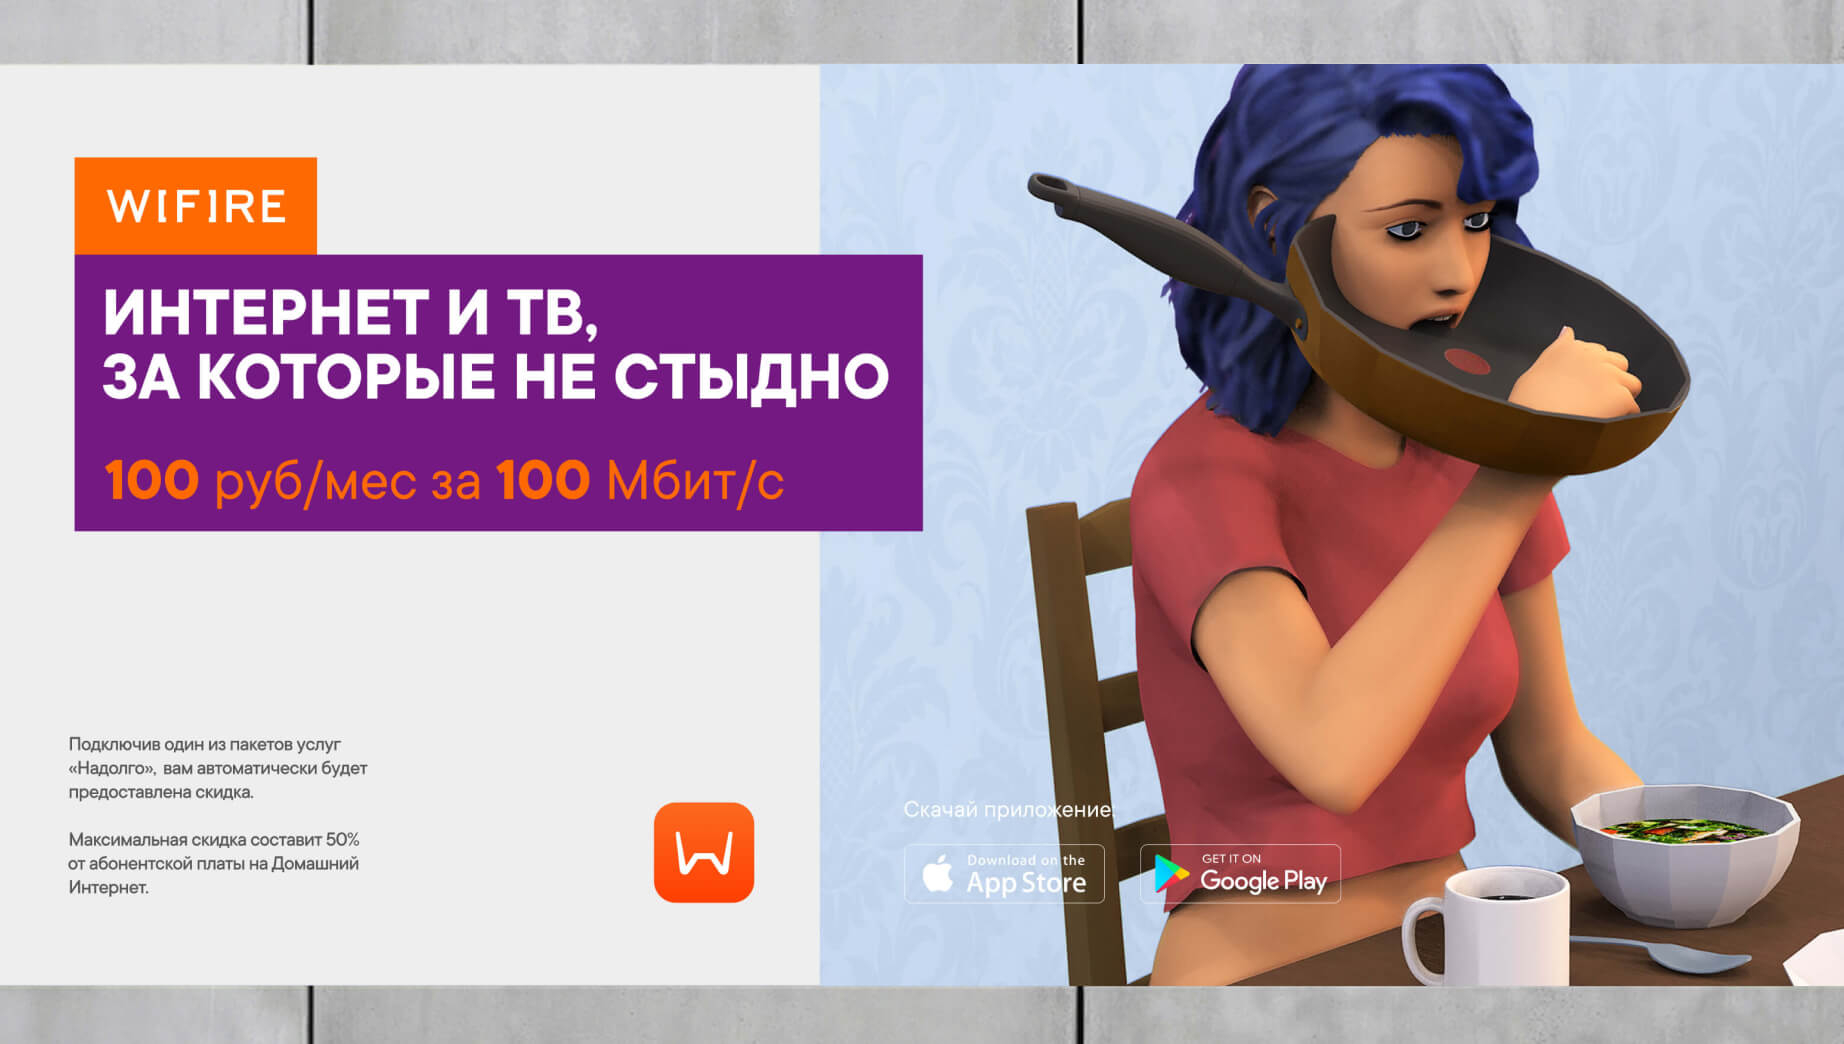 WIFIRE
ИНТЕРНЕТ И ТВ,
ЗА КОТОРЫЕ НЕ СТЫДНО
100 руб/мес за 100 Мбит/с
Подключив один из пакетов услуг
«Надолго», вам автоматически будет
предоставлена скидка.
Максимальная скидка составит 50%
от абонентской платы на Домашний
Интернет.
W
Скачай приложение:
Download on the
App Store
GET IT ON
Google Play